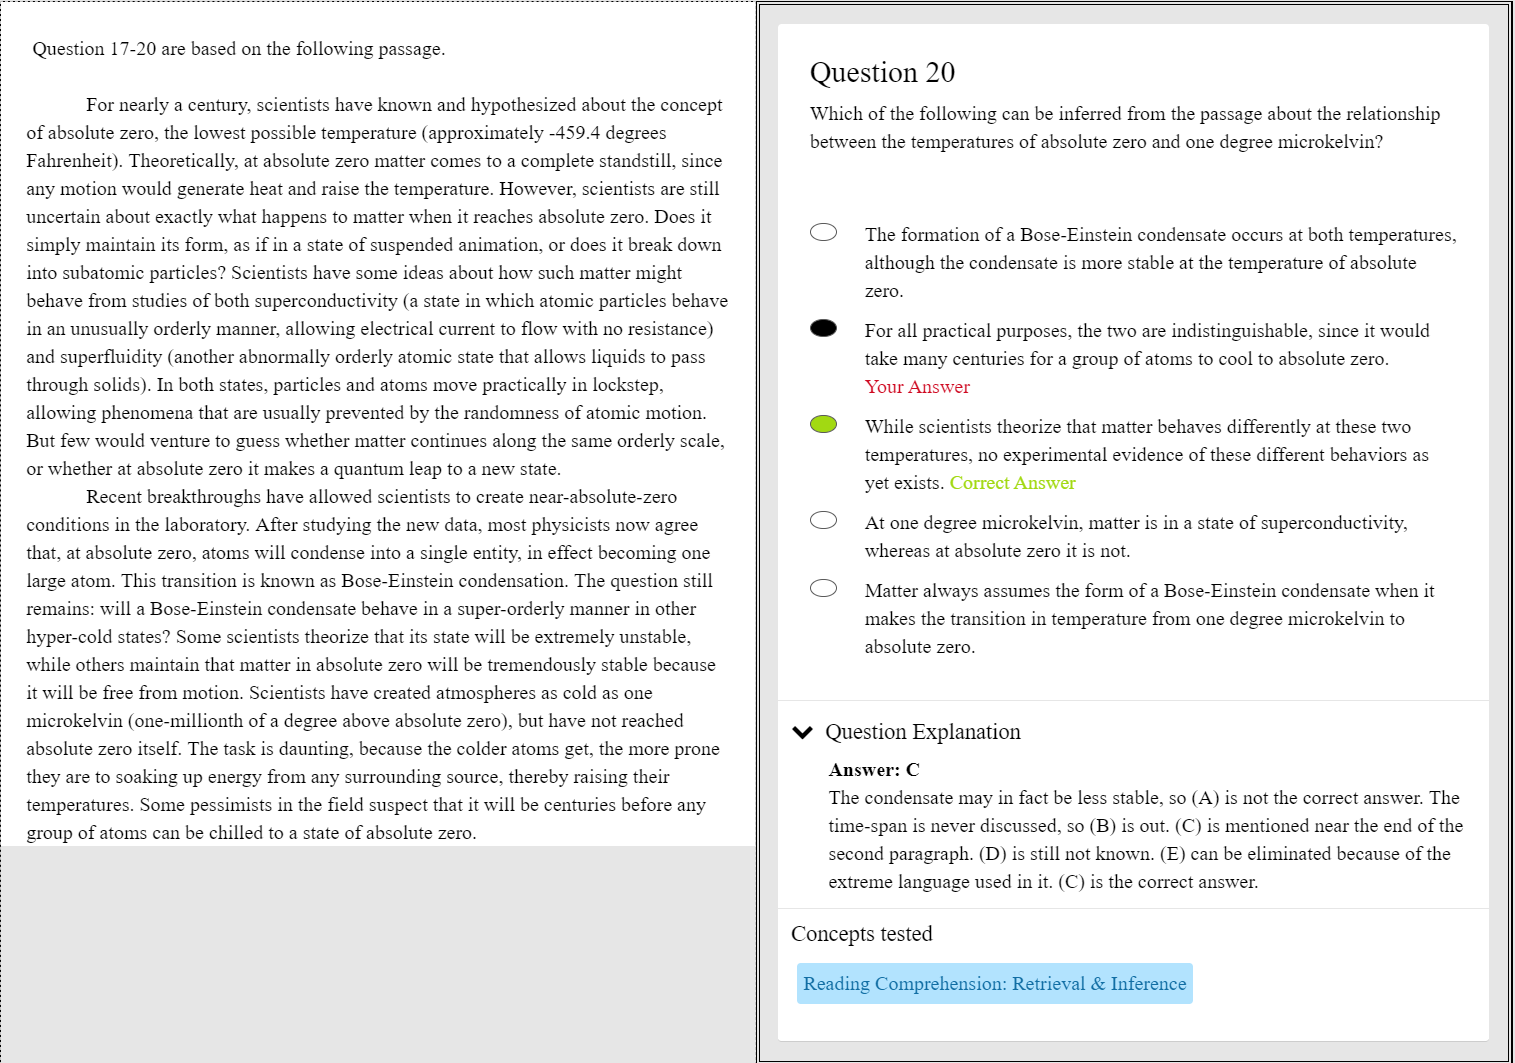 Question 17-20 are based on the following passage.
For nearly a century, scientists have known and hypothesized about the concept
of absolute zero, the lowest possible temperature (approximately -459.4 degrees
Fahrenheit). Theoretically, at absolute zero matter comes to a complete standstill, since
any motion would generate heat and raise the temperature. However, scientists are still
uncertain about exactly what happens to matter when it reaches absolute zero. Does it
simply maintain its form, as if in a state of suspended animation, or does it break down
into subatomic particles? Scientists have some ideas about how such matter might
behave from studies of both superconductivity (a state in which atomic particles behave
in an unusually orderly manner, allowing electrical current to flow with no resistance)
and superfluidity (another abnormally orderly atomic state that allows liquids to pass
through solids). In both states, particles and atoms move practically in lockstep,
allowing phenomena that are usually prevented by the randomness of atomic motion.
But few would venture to guess whether matter continues along the same orderly scale,
or whether at absolute zero it makes a quantum leap to a new state.
Recent breakthroughs have allowed scientists to create near-absolute-zero
conditions in the laboratory. After studying the new data, most physicists now agree
that, at absolute zero, atoms will condense into a single entity, in effect becoming one
large atom. This transition is known as Bose-Einstein condensation. The question still
remains: will a Bose-Einstein condensate behave in a super-orderly manner in other
hyper-cold states? Some scientists theorize that its state will be extremely unstable,
while others maintain that matter in absolute zero will be tremendously stable because
it will be free from motion. Scientists have created atmospheres as cold as one
microkelvin (one-millionth of a degree above absolute zero), but have not reached
absolute zero itself. The task is daunting, because the colder atoms get, the more prone
they are to soaking up energy from any surrounding source, thereby raising their
temperatures. Some pessimists in the field suspect that it will be centuries before any
group of atoms can be chilled to a state of absolute zero.
Question 20
Which of the following can be inferred from the passage about the relationship
between the temperatures of absolute zero and one degree microkelvin?
The formation of a Bose-Einstein condensate occurs at both temperatures,
although the condensate is more stable at the temperature of absolute
zero.
For all practical purposes, the two are indistinguishable, since it would
take many centuries for a group of atoms to cool to absolute zero.
Your Answer
While scientists theorize that matter behaves differently at these two
temperatures, no experimental evidence of these different behaviors as
yet exists. Correct Answer
At one degree microkelvin, matter is in a state of superconductivity,
whereas at absolute zero it is not.
Matter always assumes the form of a Bose-Einstein condensate when it
makes the transition in temperature from one degree microkelvin to
absolute zero.
Question Explanation
Answer: C
The condensate may in fact be less stable, so (A) is not the correct answer. The
time-span is never discussed, so (B) is out. (C) is mentioned near the end of the
second paragraph. (D) is still not known. (E) can be eliminated because of the
extreme language used in it. (C) is the correct answer.
Concepts tested
Reading Comprehension: Retrieval & Inference